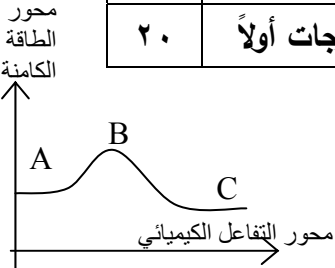 محور
الطاقة
الكامنة
٢٠
جات أولاً
A
B
C
محور التفاعل الكيميائي